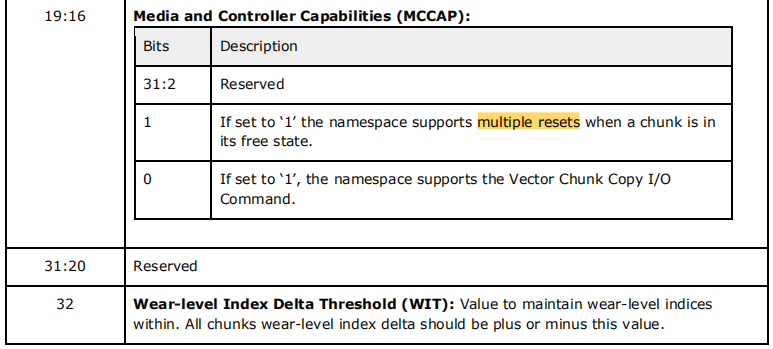 19:16 Media and Controller Capabilities (MCCAP):
Bits Description
31:2 Reserved
1 If set to ‘1’ the namespace supports multiple resets when a chunk is in
its free state.
0 If set to ‘1’, the namespace supports the Vector Chunk Copy I/O
Command.
31:20 Reserved
32 Wear-level Index Delta Threshold (WIT): Value to maintain wear-level indices
within. All chunks wear-level index delta should be plus or minus this value.